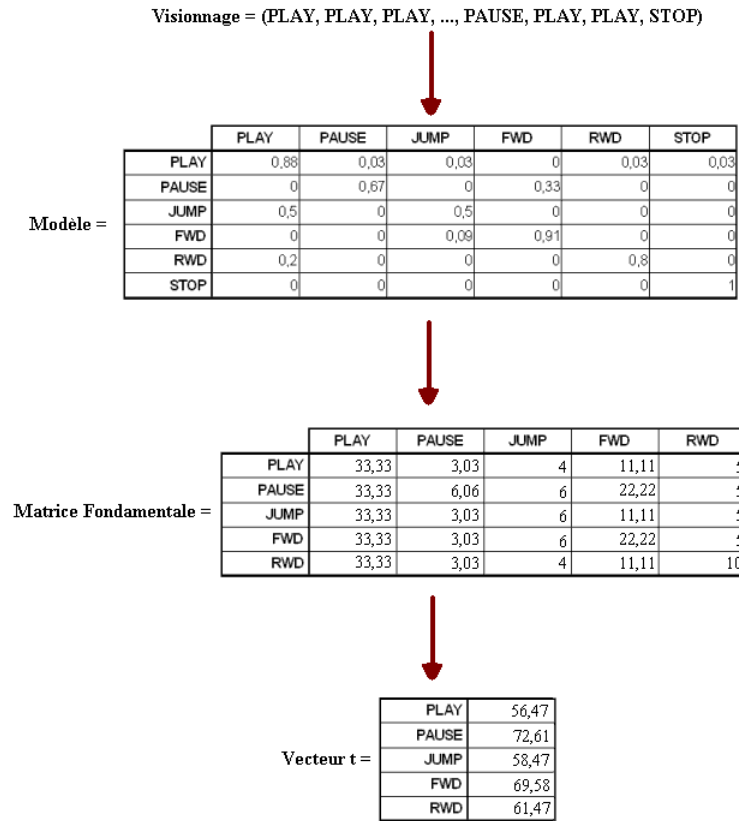 Visionnage = (PLAY, PLAY, PLAY, ..., PAUSE, PLAY, PLAY, STOP)
PLAY PAUSE JUMP FWD RWD STOP
PLAY 0,88 0,03 0,03 0 0,03 0,03
PAUSE 0 0,67 0 0,33 0 0
JUMP 0,5 0 0,5 0 0 0
Modèle =
FWD 0 0 0,09 0,91 0 0
RWD 0,2 0 0 0 0,8 0
STOP 0 0 0 0 0 1
PLAY PAUSE JUMP FWD RWD
PLAY 33,33 3,03 4 11,11
PAUSE 33,33 6,06 6 22,22
Matrice Fondamentale =
JUMP 33,33 3,03 6 11,11
FWD 33,33 3,03 6 22,22
RWD 33,33 3,03 4 11,11 10
PLAY 56,47
PAUSE 72,61
Vecteur t =
JUMP 58,47
FWD 69,58
RWD 61,47